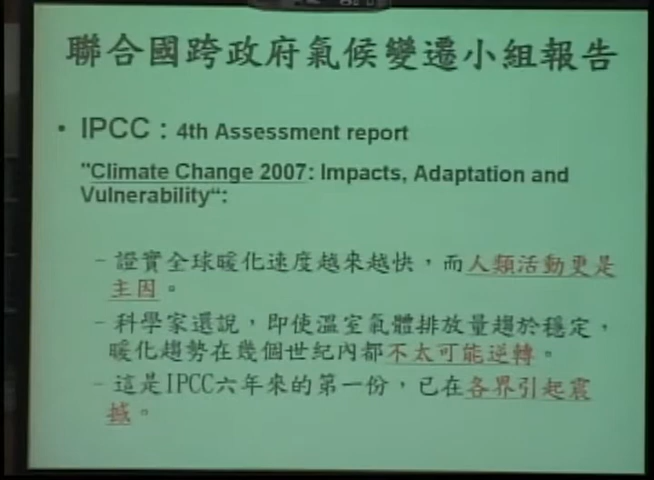 聯合國跨政府氣候變遷小組報告
• IPCC : 4th Assessment report
"Climate Change 2007: Impacts, Adaptation and
Vulnerability“:
– 證實全球暖化速度越來越快，而人類活動更是
主因。
– 科學家還說，即使溫室氣體排放量趨於穩定，
暖化趨勢在幾個世紀內都不太可能逆轉。
– 這是IPCC六年來的第一份，已在各界引起震
撼。